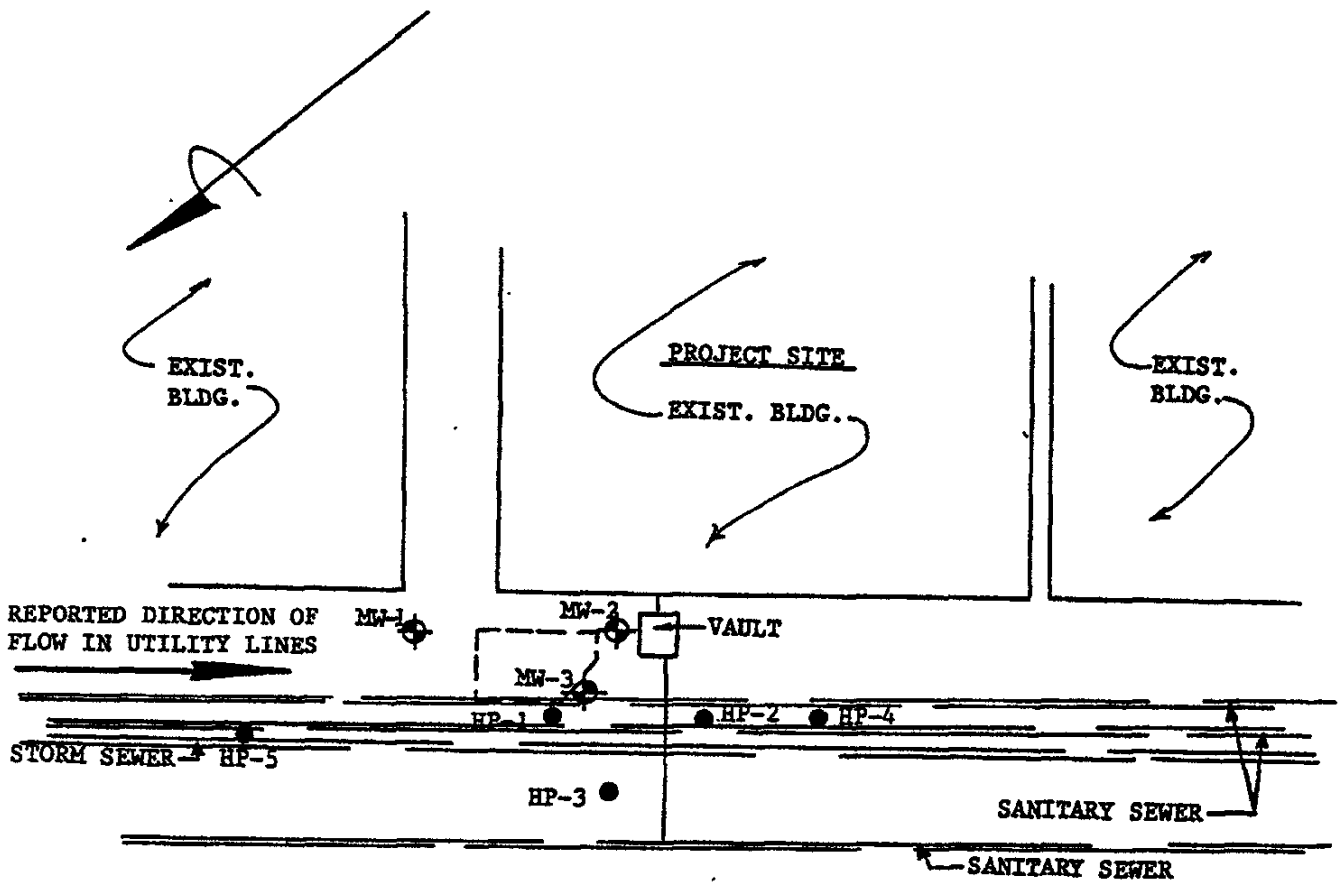 PROJECT SITE
EXIST.
BLDG.
EXIST. BLDG.
EXIST.
BLDG.
REPORTED DIRECTION OF
FLOW IN UTILITY LINES
MW-1
MW-2
VAULT
MW-3
HP-1
HP-2
HP-4
STORM SEWER
HP-5
HP-3
SANITARY SEWER
SANITARY SEWER